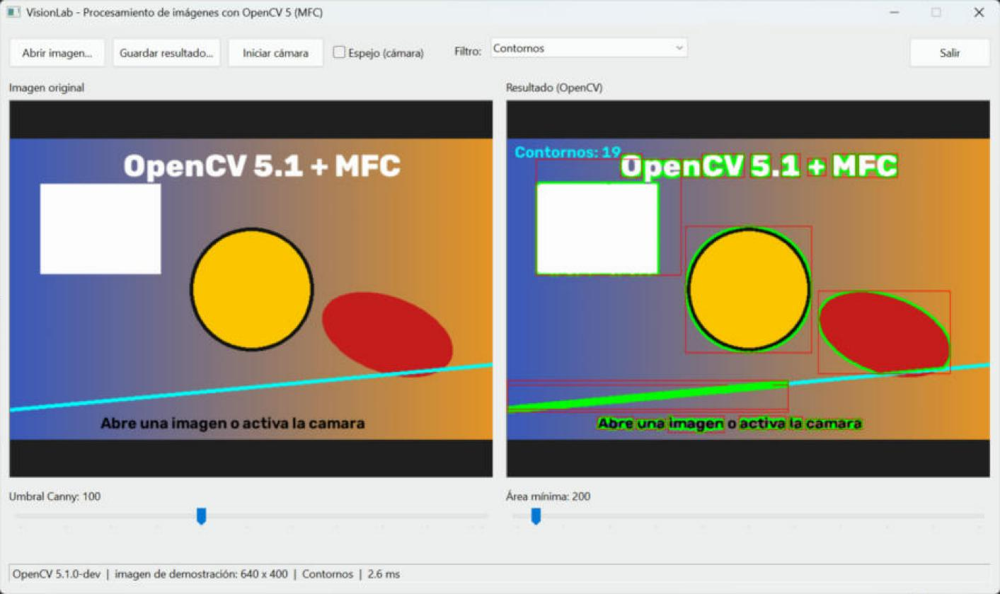 VisionLab - Procesamiento de imágenes con OpenCV 5 (MFC)
Abrir imagen...
Guardar resultado...
Iniciar cámara
Espejo (cámara)
Filtro:
Contornos
Salir
Imagen original
Resultado (OpenCV)
OpenCV 5.1 + MFC
Abre una imagen o activa la camara
Contornos: 19
OpenCV 5.1 + MFC
Abre una imagen o activa la camara
Umbral Canny: 100
Área mínima: 200
OpenCV 5.1.0-dev | imagen de demostración: 640 x 400 | Contornos | 2.6 ms